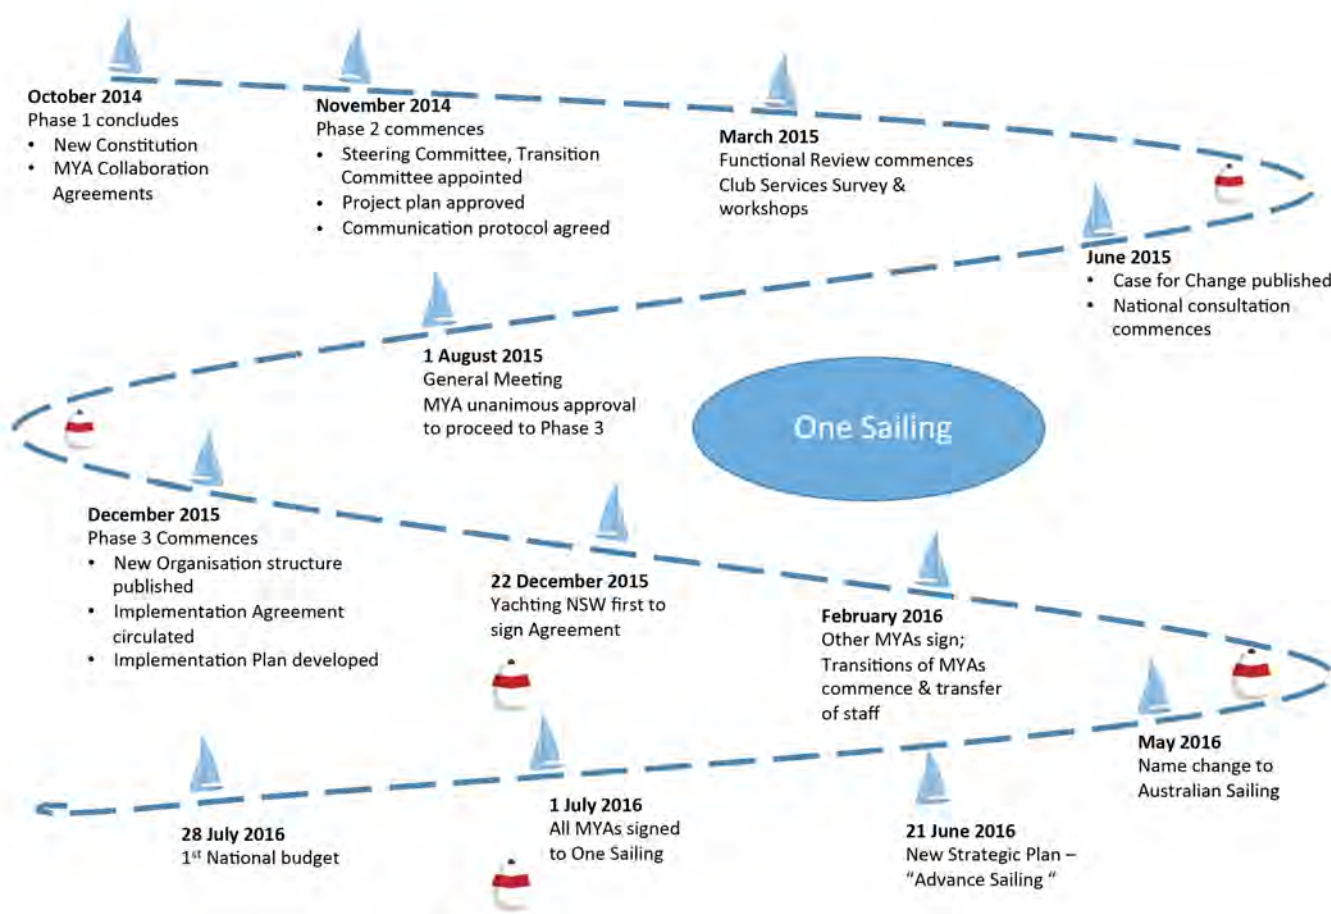 October 2014
Phase 1 concludes
• New Constitution
• MYA Collaboration
Agreements
November 2014
Phase 2 commences
• Steering Committee, Transition
Committee appointed
• Project plan approved
• Communication protocol agreed
March 2015
Functional Review commences
Club Services Survey &
workshops
June 2015
• Case for Change published
• National consultation
commences
1 August 2015
General Meeting
MYA unanimous approval
to proceed to Phase 3
One Sailing
December 2015
Phase 3 Commences
• New Organisation structure
published
• Implementation Agreement
circulated
• Implementation Plan developed
22 December 2015
Yachting NSW first to
sign Agreement
February 2016
Other MYAs sign;
Transitions of MYAs
commence & transfer
of staff
May 2016
Name change to
Australian Sailing
21 June 2016
New Strategic Plan –
“Advance Sailing “
1 July 2016
All MYAs signed
to One Sailing
28 July 2016
1st National budget